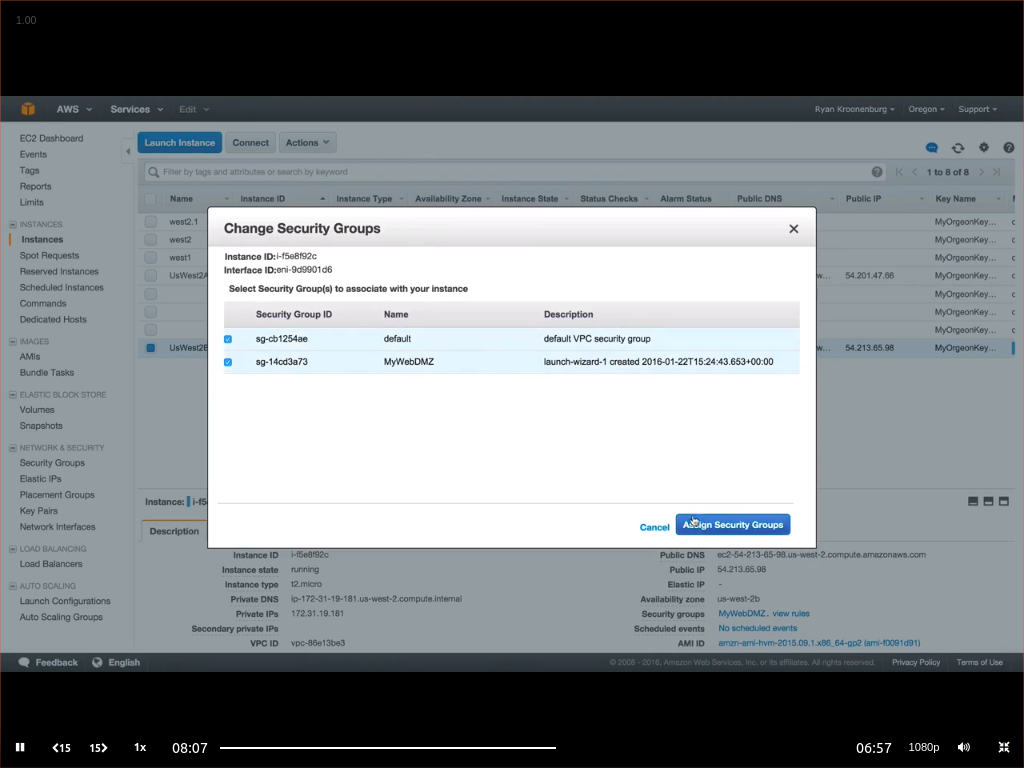 1.00
AWS Services Edit Ryan Kroonenburg Oregon Support
EC2 Dashboard
Events
Tags
Reports
Limits
INSTANCES
Instances
Spot Requests
Reserved Instances
Scheduled Instances
Commands
Dedicated Hosts
IMAGES
AMIs
Bundle Tasks
ELASTIC BLOCK STORE
Volumes
Snapshots
NETWORK & SECURITY
Security Groups
Elastic IPs
Placement Groups
Key Pairs
Network Interfaces
LOAD BALANCING
Load Balancers
AUTO SCALING
Launch Configurations
Auto Scaling Groups
Launch Instance Connect Actions
Filter by tags and attributes or search by keyword 1 to 8 of 8
Name Instance ID Instance Type Availability Zone Instance State Status Checks Alarm Status Public DNS Public IP Key Name
west2.1 MyOrgeonKey...
west2 MyOrgeonKey...
west1 MyOrgeonKey...
UsWest2A w... 54.201.47.66 MyOrgeonKey...
MyOrgeonKey...
MyOrgeonKey...
MyOrgeonKey...
UsWest2B w... 54.213.65.98 MyOrgeonKey...
Change Security Groups
Instance ID:i-f5e8f92c
Interface ID:eni-9d9901d6
Select Security Group(s) to associate with your instance
Security Group ID Name Description
sg-cb1254ae default default VPC security group
sg-14cd3a73 MyWebDMZ launch-wizard-1 created 2016-01-22T15:24:43.653+00:00
Cancel Assign Security Groups
Instance: i-f5
Description
Instance ID i-f5e8f92c
Instance state running
Instance type t2.micro
Private DNS ip-172-31-19-181.us-west-2.compute.internal
Private IPs 172.31.19.181
Secondary private IPs
VPC ID vpc-86e13be3
Public DNS ec2-54-213-65-98.us-west-2.compute.amazonaws.com
Public IP 54.213.65.98
Elastic IP -
Availability zone us-west-2b
Security groups MyWebDMZ. view rules
Scheduled events No scheduled events
AMI ID amzn-ami-hvm-2015.09.1.x86_64-gp2 (ami-f0091d91)
Feedback English © 2008 - 2016, Amazon Web Services, Inc. or its affiliates. All rights reserved. Privacy Policy Terms of Use
15 15 1x 08:07 06:57 1080p